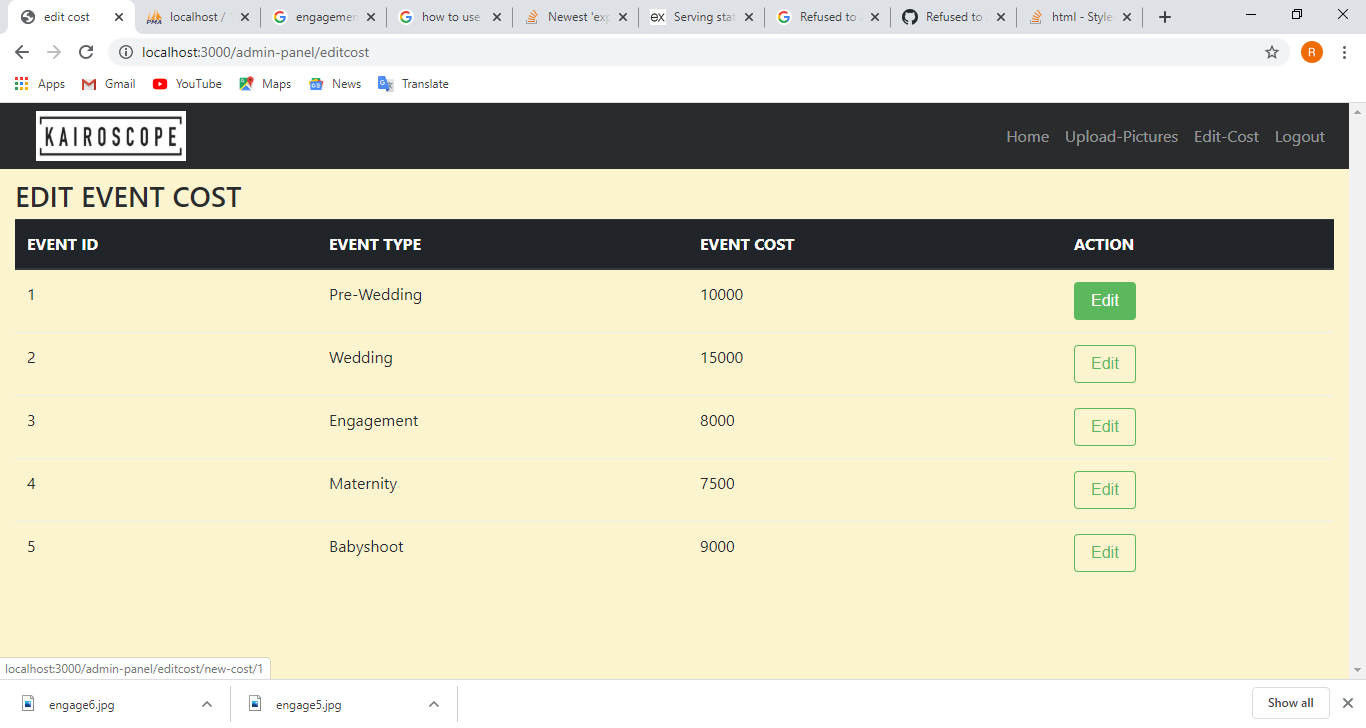 edit cost localhost / engagemen how to use Newest 'exp Serving stat Refused to Refused to html - Style
localhost:3000/admin-panel/editcost R
Apps Gmail YouTube Maps News Translate
KAIROSCOPE Home Upload-Pictures Edit-Cost Logout
EDIT EVENT COST
EVENT ID EVENT TYPE EVENT COST ACTION
1 Pre-Wedding 10000 Edit
2 Wedding 15000 Edit
3 Engagement 8000 Edit
4 Maternity 7500 Edit
5 Babyshoot 9000 Edit
localhost:3000/admin-panel/editcost/new-cost/1
engage6.jpg engage5.jpg Show all